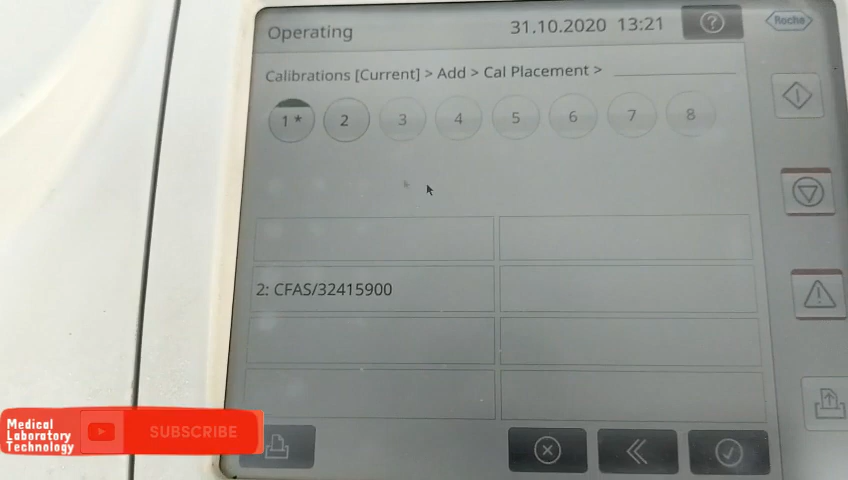 Operating 31.10.2020 13:21 ? Roche
Calibrations [Current] > Add > Cal Placement >
1* 2 3 4 5 6 7 8
2: CFAS/32415900
Medical
Laboratory
Technology
SUBSCRIBE